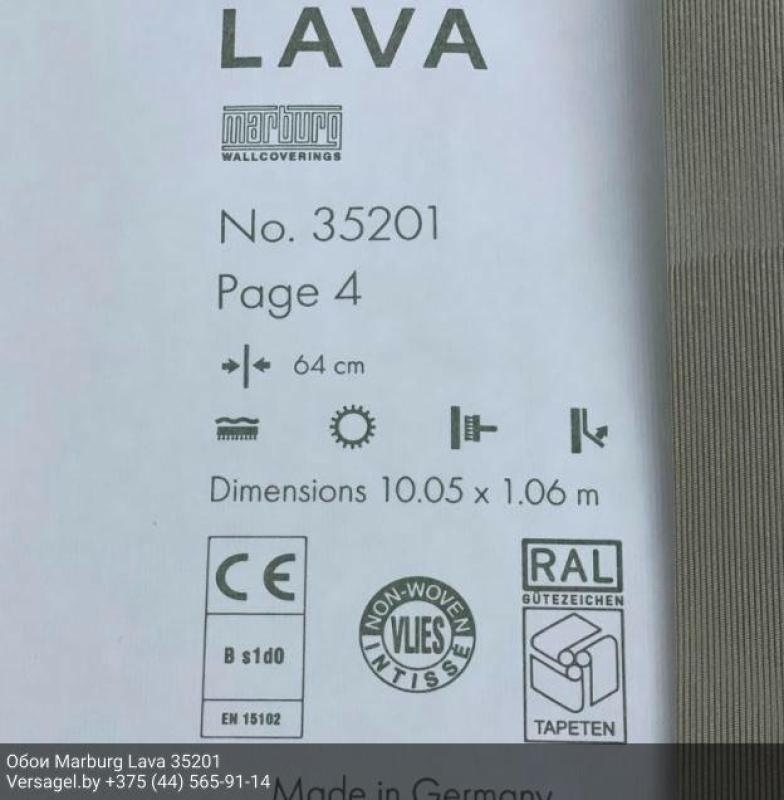 LAVA
marburg
WALLCOVERINGS
No. 35201
Page 4
64 cm
Dimensions 10.05 x 1.06 m
CE
B s1d0
EN 15102
NON-WOVEN
VLIES
INTISSÉ
RAL
GÜTEZEICHEN
TAPETEN
Made in Germany
Обои Marburg Lava 35201
Versagel.by +375 (44) 565-91-14